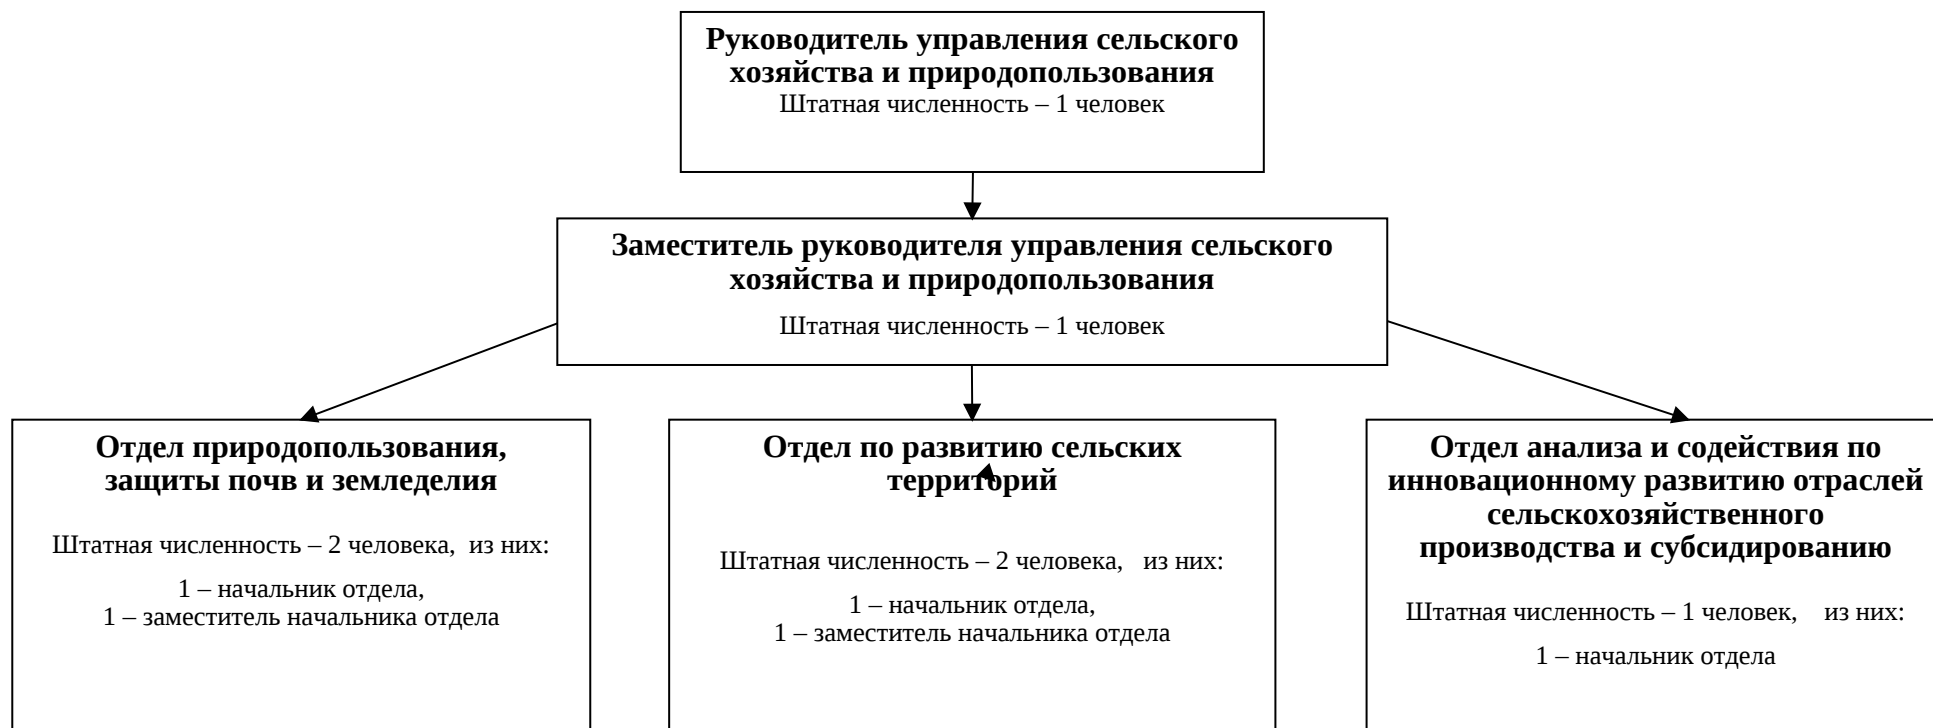 Руководитель управления сельского
хозяйства и природопользования
Штатная численность – 1 человек
Заместитель руководителя управления сельского
хозяйства и природопользования
Штатная численность – 1 человек
Отдел природопользования,
защиты почв и земледелия
Штатная численность – 2 человека, из них:
1 – начальник отдела,
1 – заместитель начальника отдела
Отдел по развитию сельских
территорий
Штатная численность – 2 человека, из них:
1 – начальник отдела,
1 – заместитель начальника отдела
Отдел анализа и содействия по
инновационному развитию отраслей
сельскохозяйственного
производства и субсидированию
Штатная численность – 1 человек, из них:
1 – начальник отдела